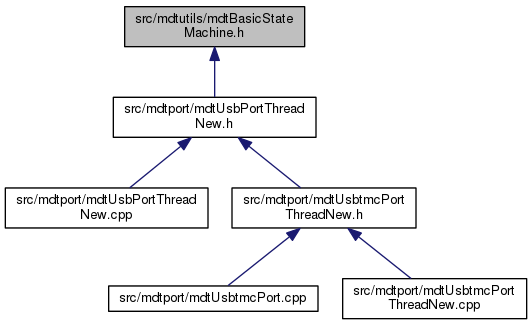 src/mdtutils/mdtBasicState
Machine.h
src/mdtport/mdtUsbPortThread
New.h
src/mdtport/mdtUsbPortThread
New.cpp
src/mdtport/mdtUsbtmcPort
ThreadNew.h
src/mdtport/mdtUsbtmcPort.cpp
src/mdtport/mdtUsbtmcPort
ThreadNew.cpp